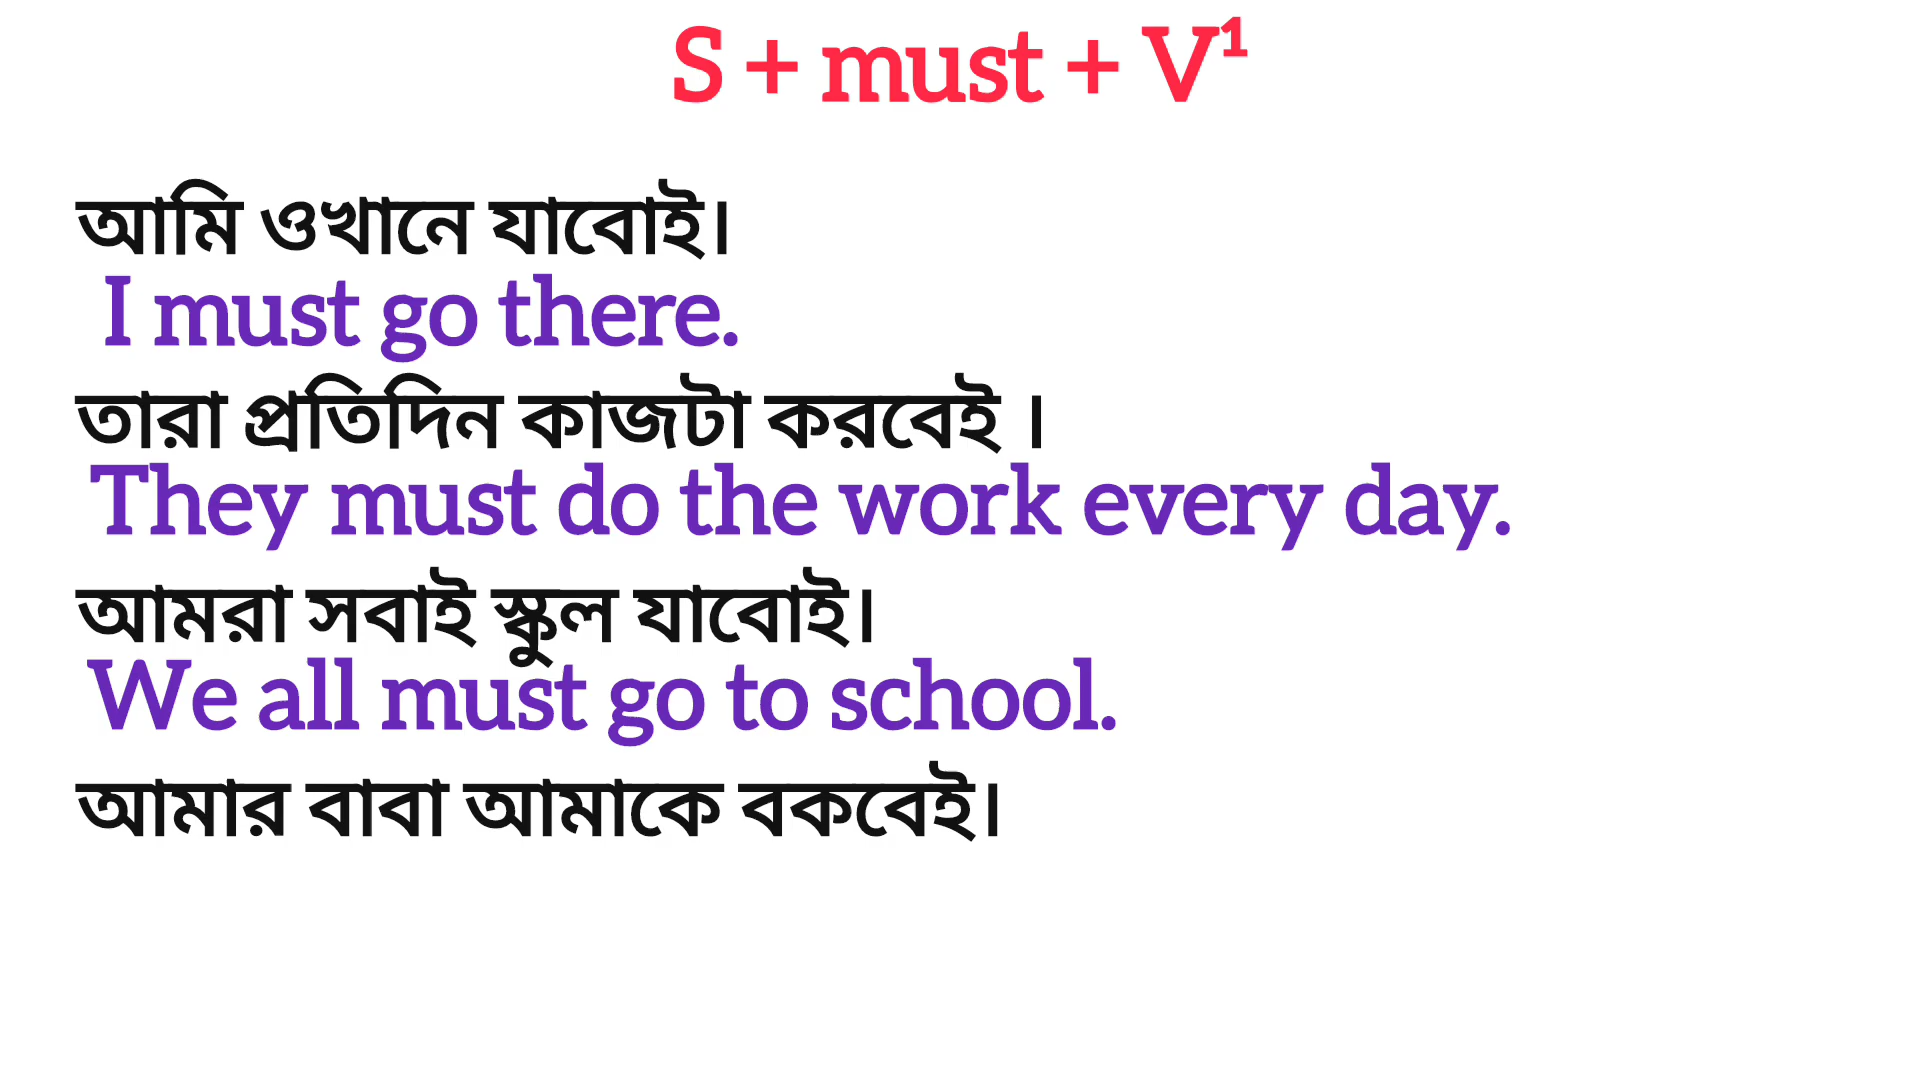 S + must + V¹
আমি ওখানে যাবোই।
I must go there.
তারা প্রতিদিন কাজটা করবেই ।
They must do the work every day.
আমরা সবাই স্কুল যাবোই।
We all must go to school.
আমার বাবা আমাকে বকবেই।